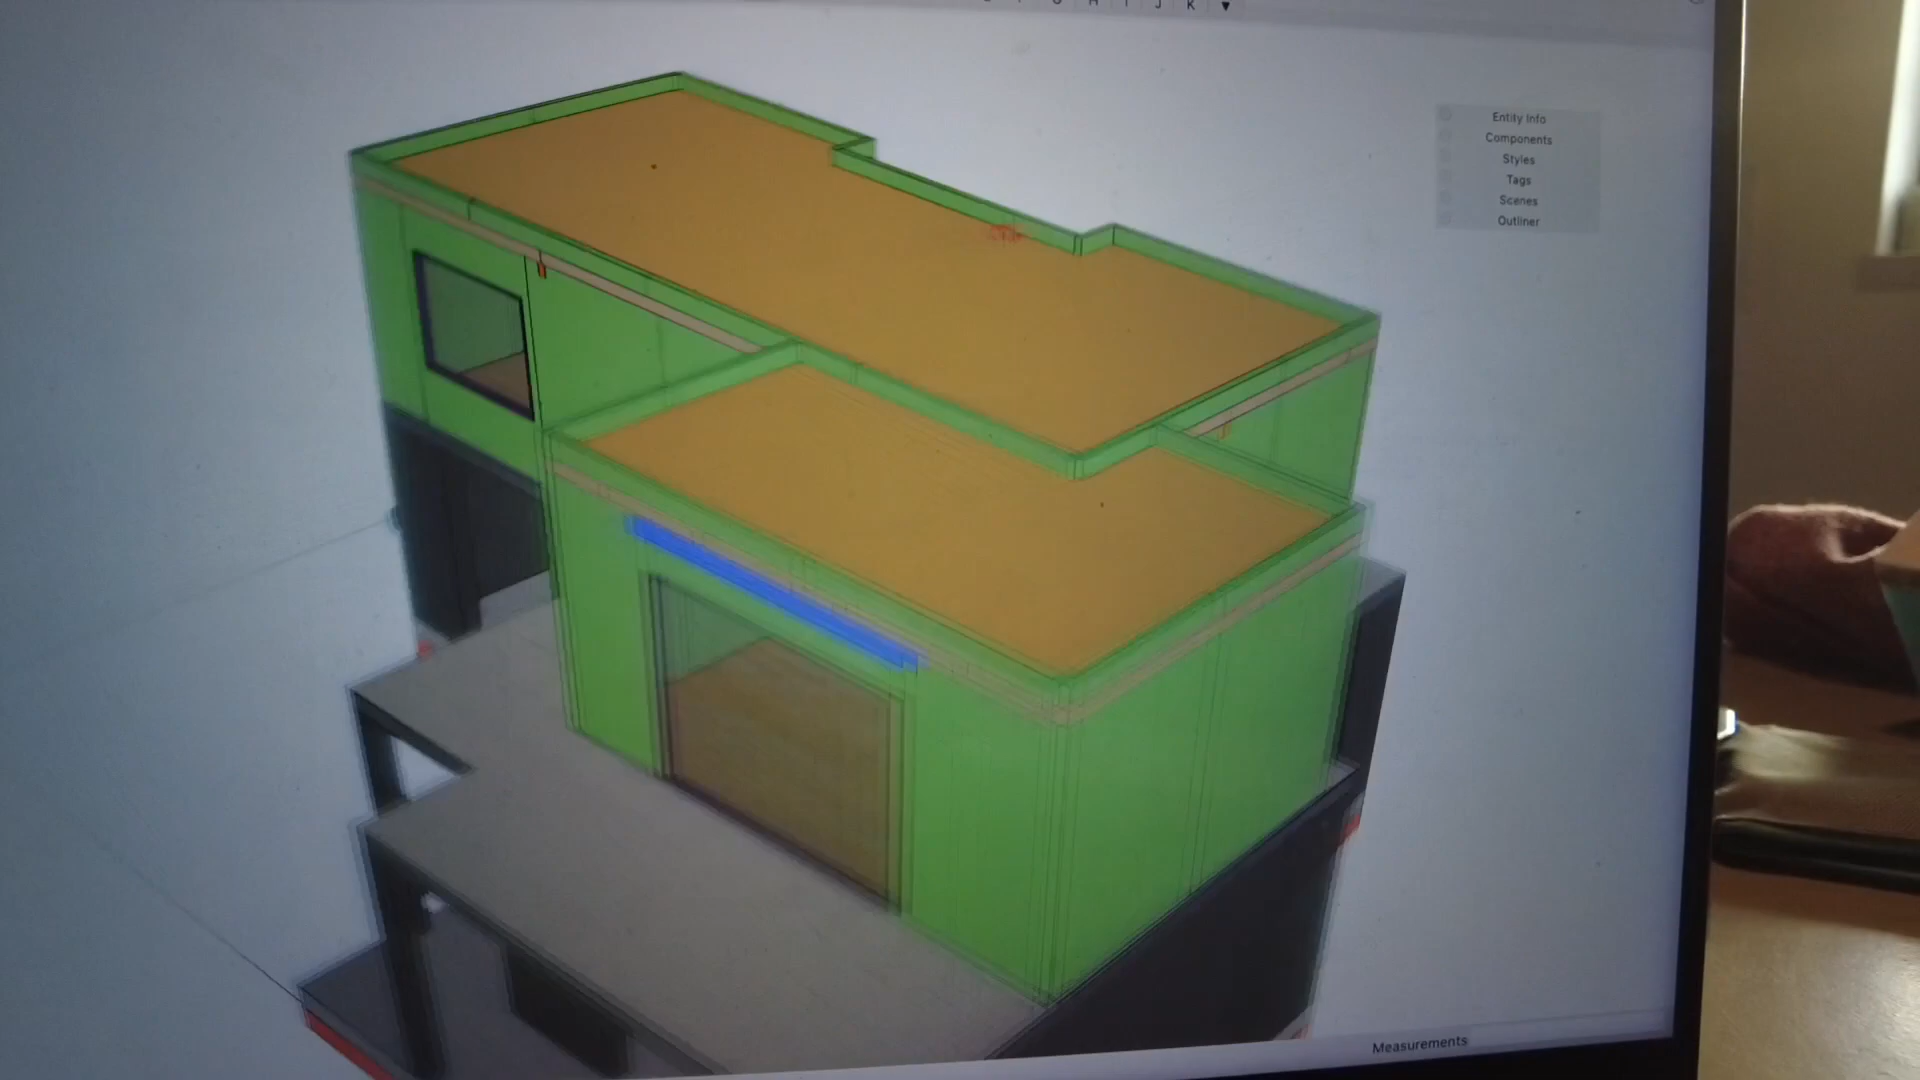 H I J K ▼
Entity Info
Components
Styles
Tags
Scenes
Outliner
Measurements